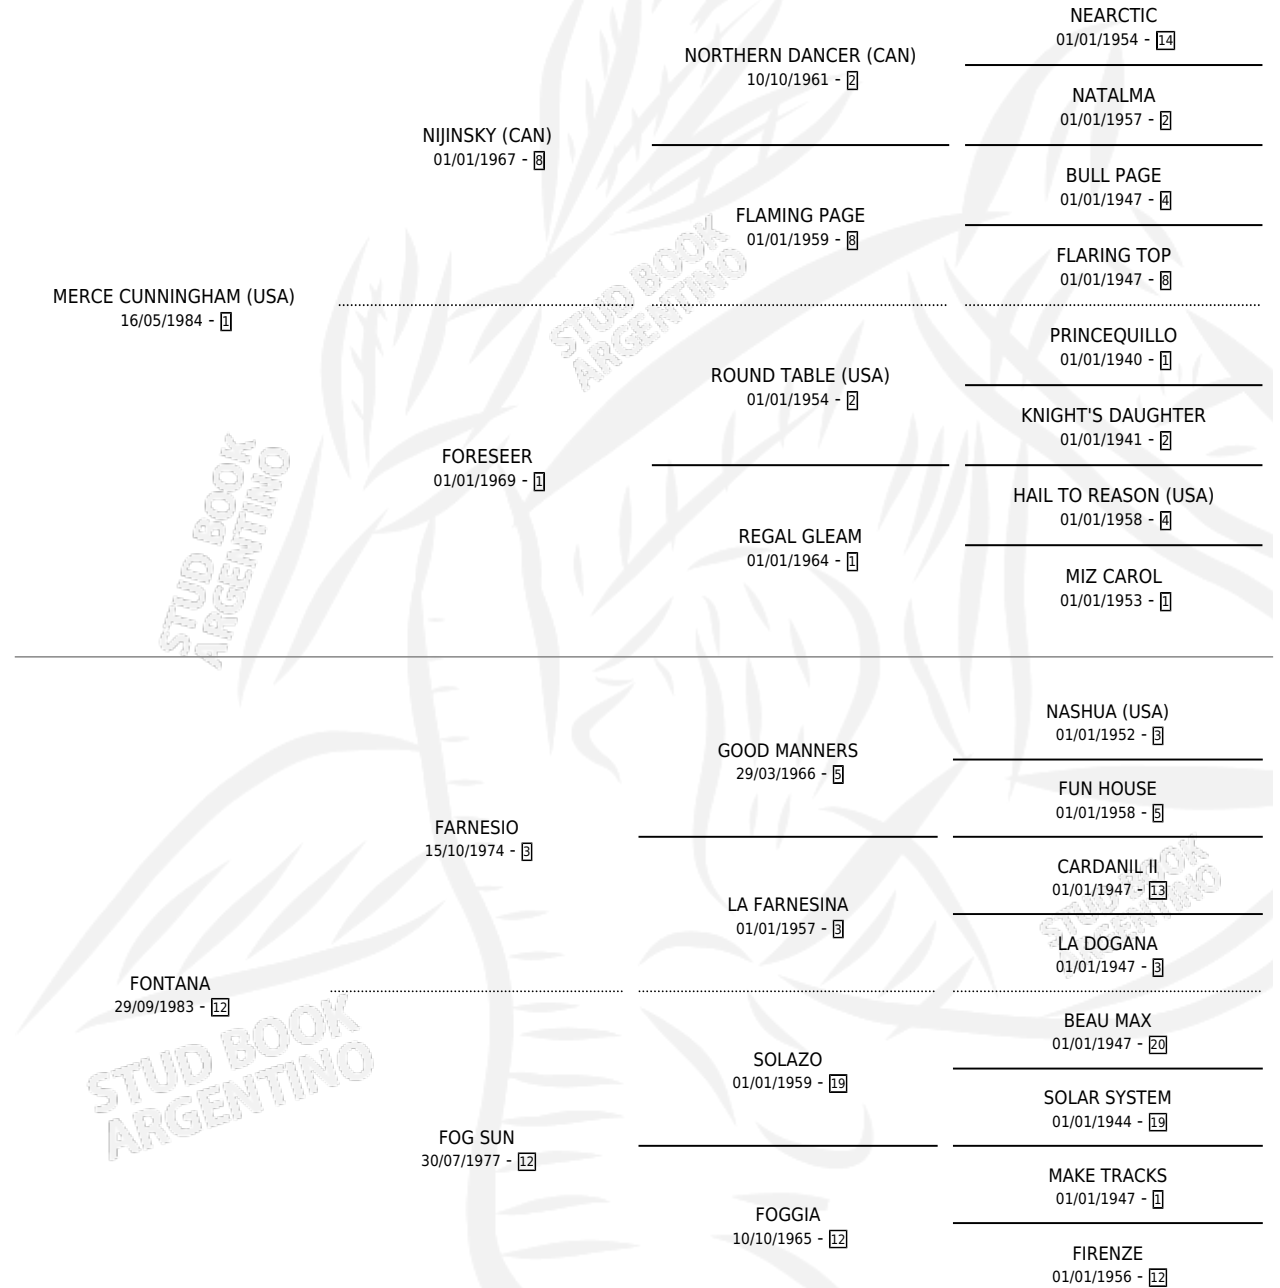 NEARCTIC
01/01/1954 - 14
NORTHERN DANCER (CAN)
10/10/1961 - 2
NATALMA
01/01/1957 - 2
NIJINSKY (CAN)
01/01/1967 - 8
BULL PAGE
01/01/1947 - 4
FLAMING PAGE
01/01/1959 - 8
FLARING TOP
01/01/1947 - 8
MERCE CUNNINGHAM (USA)
16/05/1984 - 1
PRINCEQUILLO
01/01/1940 - 1
ROUND TABLE (USA)
01/01/1954 - 2
KNIGHT'S DAUGHTER
01/01/1941 - 2
FORESEER
01/01/1969 - 1
HAIL TO REASON (USA)
01/01/1958 - 4
REGAL GLEAM
01/01/1964 - 1
MIZ CAROL
01/01/1953 - 1
NASHUA (USA)
01/01/1952 - 3
GOOD MANNERS
29/03/1966 - 5
FUN HOUSE
01/01/1958 - 5
FARNESIO
15/10/1974 - 3
CARDANIL II
01/01/1947 - 13
LA FARNESINA
01/01/1957 - 3
LA DOGANA
01/01/1947 - 3
FONTANA
29/09/1983 - 12
BEAU MAX
01/01/1947 - 20
SOLAZO
01/01/1959 - 19
SOLAR SYSTEM
01/01/1944 - 19
FOG SUN
30/07/1977 - 12
MAKE TRACKS
01/01/1947 - 1
FOGGIA
10/10/1965 - 12
FIRENZE
01/01/1956 - 12
STUD BOOK
ARGENTINO
STUD BOOK
ARGENTINO
STUD BOOK
ARGENTINO
STUD BOOK
ARGENTINO